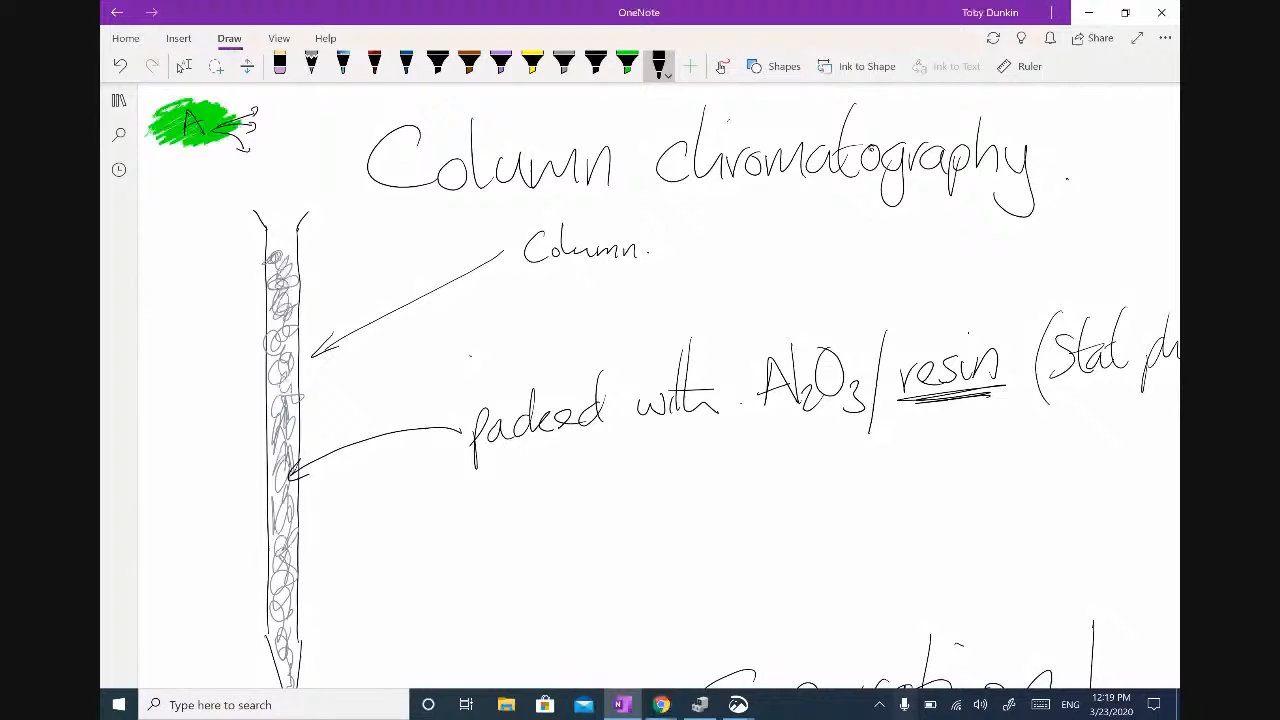 OneNote
Toby Dunkin
Home Insert Draw View Help
Share
Shapes Ink to Shape Ink to Text Ruler
A
Column chromatography.
Column.
packed with Al2O3/resin (Stat
Type here to search
ENG
12:19 PM
3/23/2020